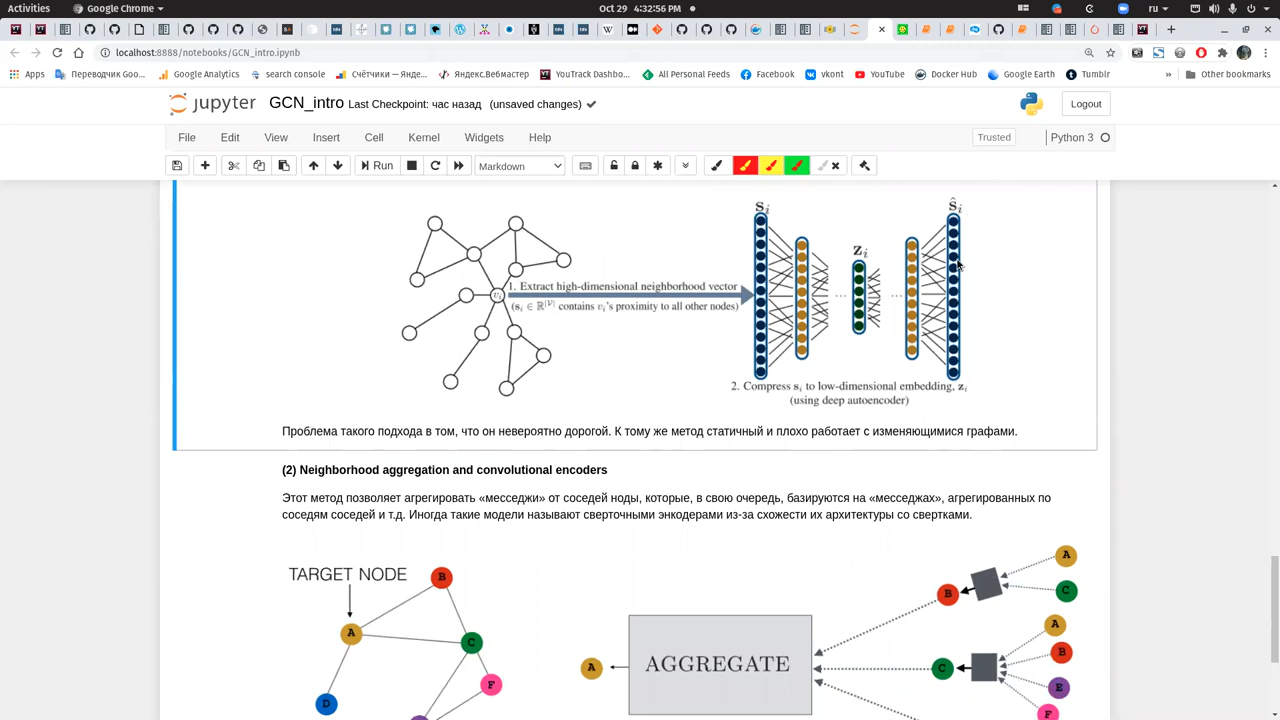 Activities
Google Chrome
Oct 29 4:32:56 PM
ru
localhost:8888/notebooks/GCN_intro.ipynb
Apps
Переводчик Goo...
Google Analytics
search console
Счётчики — Янде...
Яндекс.Вебмастер
YouTrack Dashbo...
All Personal Feeds
Facebook
vkont
YouTube
Docker Hub
Google Earth
Tumblr
»
Other bookmarks
jupyter
GCN_intro
Last Checkpoint: час назад (unsaved changes)
Logout
File Edit View Insert Cell Kernel Widgets Help
Trusted
Python 3
Run
Markdown
s_i
ŝ_i
z_i
v_i
1. Extract high-dimensional neighborhood vector
(s_i ∈ ℝ^|V| contains v_i's proximity to all other nodes)
...
...
2. Compress s_i to low-dimensional embedding, z_i
(using deep autoencoder)
Проблема такого подхода в том, что он невероятно дорогой. К тому же метод статичный и плохо работает с изменяющимися графами.
(2) Neighborhood aggregation and convolutional encoders
Этот метод позволяет агрегировать «месседжи» от соседей ноды, которые, в свою очередь, базируются на «месседжах», агрегированных по
соседям соседей и т.д. Иногда такие модели называют сверточными энкодерами из-за схожести их архитектуры со свертками.
TARGET NODE
B
A
C
F
D
A
AGGREGATE
B
C
A
C
A
B
E
F